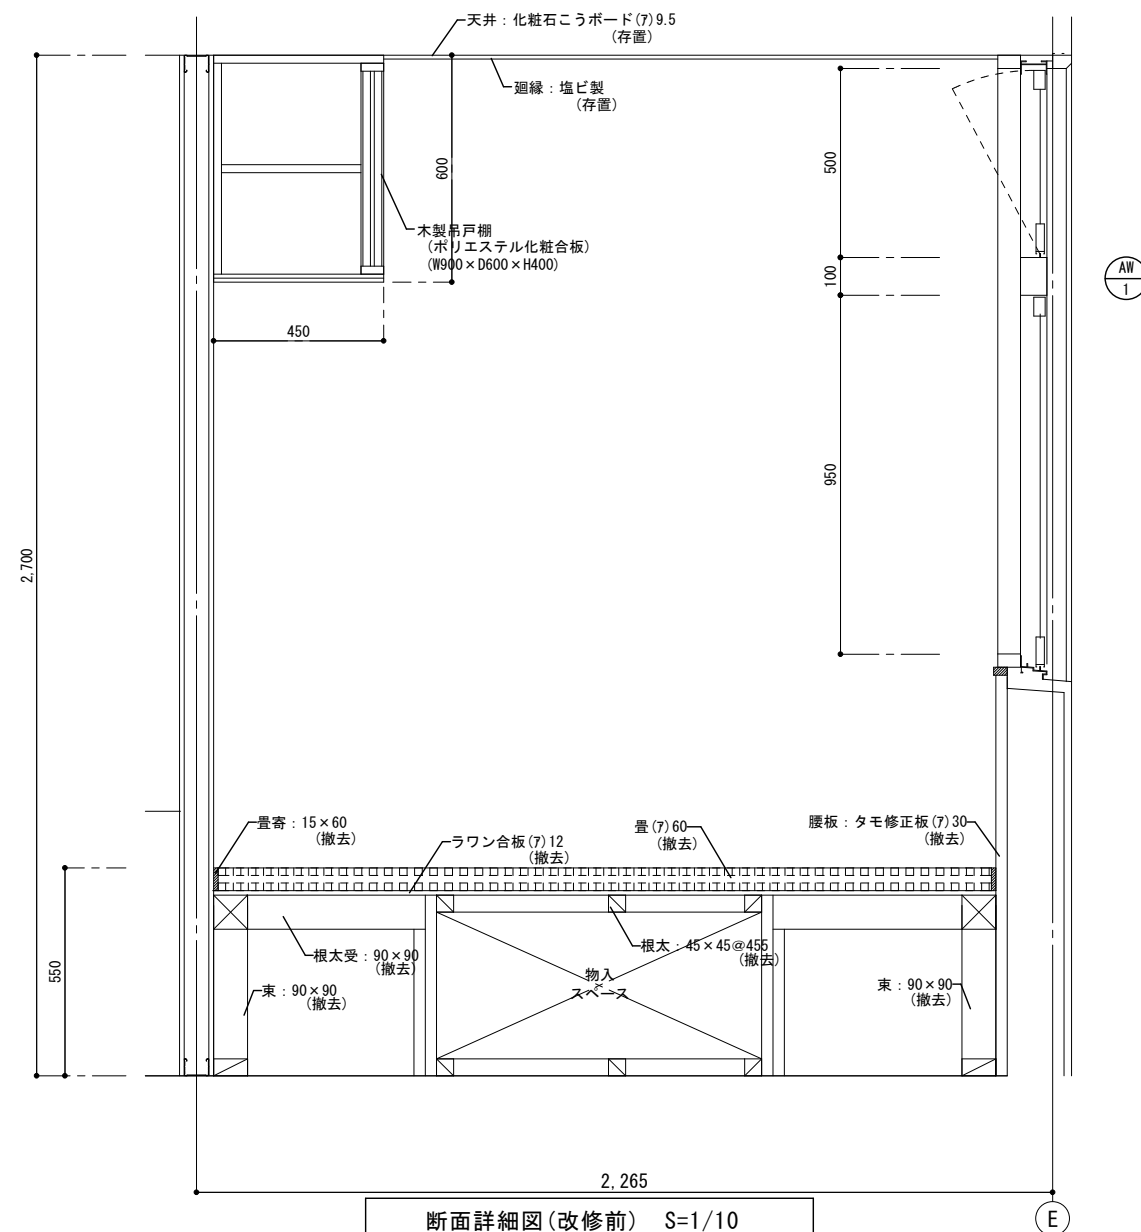 天井：化粧石こうボード(ｱ)9.5
(存置)
廻縁：塩ビ製
(存置)
600
500
木製吊戸棚
(ポリエステル化粧合板)
(W900×D600×H400)
100
AW
1
450
950
2,700
畳寄：15×60
(撤去)
ラワン合板(ｱ)12
(撤去)
畳(ｱ)60
(撤去)
腰板：タモ修正板(ｱ)30
(撤去)
550
根太受：90×90
(撤去)
根太：45×45@455
(撤去)
物入
スペース
束：90×90
(撤去)
束：90×90
(撤去)
2,265
断面詳細図(改修前) S=1/10
E